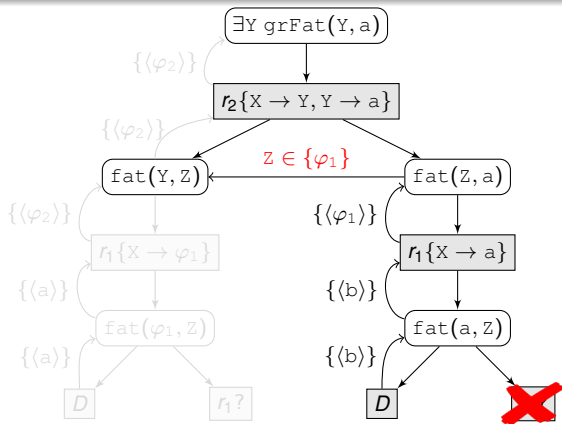 ∃Y grFat(Y, a)
{⟨φ₂⟩}
r₂{X → Y, Y → a}
{⟨φ₂⟩}
Z ∈ {φ₁}
fat(Y, Z)
fat(Z, a)
{⟨φ₂⟩}
{⟨φ₁⟩}
r₁{X → φ₁}
r₁{X → a}
{⟨a⟩}
{⟨b⟩}
fat(φ₁, Z)
fat(a, Z)
{⟨a⟩}
{⟨b⟩}
D
r₁?
D